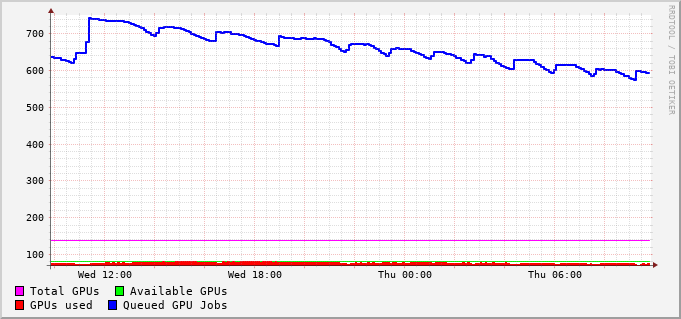 RRDTOOL / TOBI OETIKER
700
600
500
400
300
200
100
Wed 12:00 Wed 18:00 Thu 00:00 Thu 06:00
Total GPUs Available GPUs
GPUs used Queued GPU Jobs